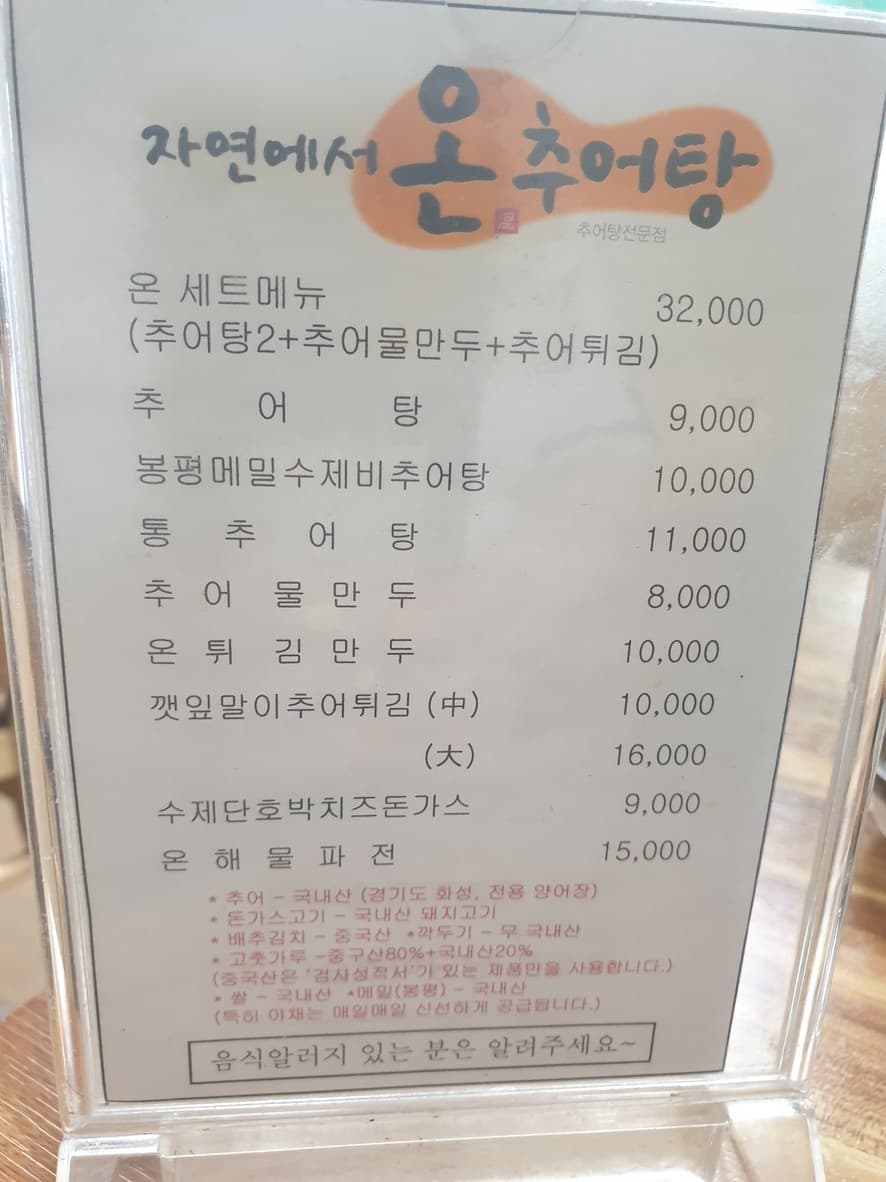 자연에서 온추어탕
추어탕전문점
온 세트메뉴 32,000
(추어탕2+추어물만두+추어튀김)
추 어 탕 9,000
봉평메밀수제비추어탕 10,000
통 추 어 탕 11,000
추 어 물 만 두 8,000
온 튀 김 만 두 10,000
깻잎말이추어튀김 (中) 10,000
(大) 16,000
수제단호박치즈돈가스 9,000
온 해 물 파 전 15,000
* 추어 - 국내산 (경기도 화성, 전용 양어장)
* 돈가스고기 - 국내산 돼지고기
* 배추김치 - 중국산 *깍두기 - 무 국내산
* 고춧가루 -중구산80%+국내산20%
(중국산은 '검사성적서'가 있는 제품만을 사용합니다.)
* 쌀 - 국내산 *메밀(봉평) - 국내산
(특히 야채는 매일매일 신선하게 공급됩니다.)
음식알러지 있는 분은 알려주세요~